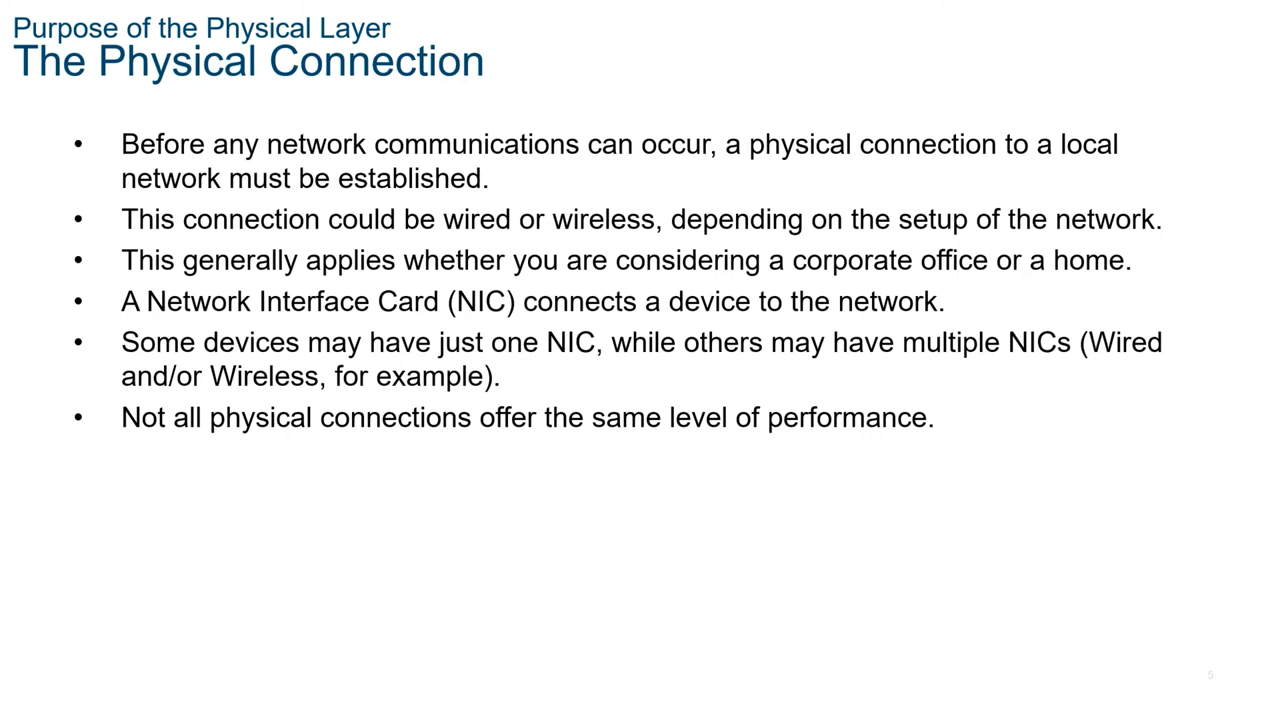 Purpose of the Physical Layer
The Physical Connection
• Before any network communications can occur, a physical connection to a local
network must be established.
• This connection could be wired or wireless, depending on the setup of the network.
• This generally applies whether you are considering a corporate office or a home.
• A Network Interface Card (NIC) connects a device to the network.
• Some devices may have just one NIC, while others may have multiple NICs (Wired
and/or Wireless, for example).
• Not all physical connections offer the same level of performance.
5